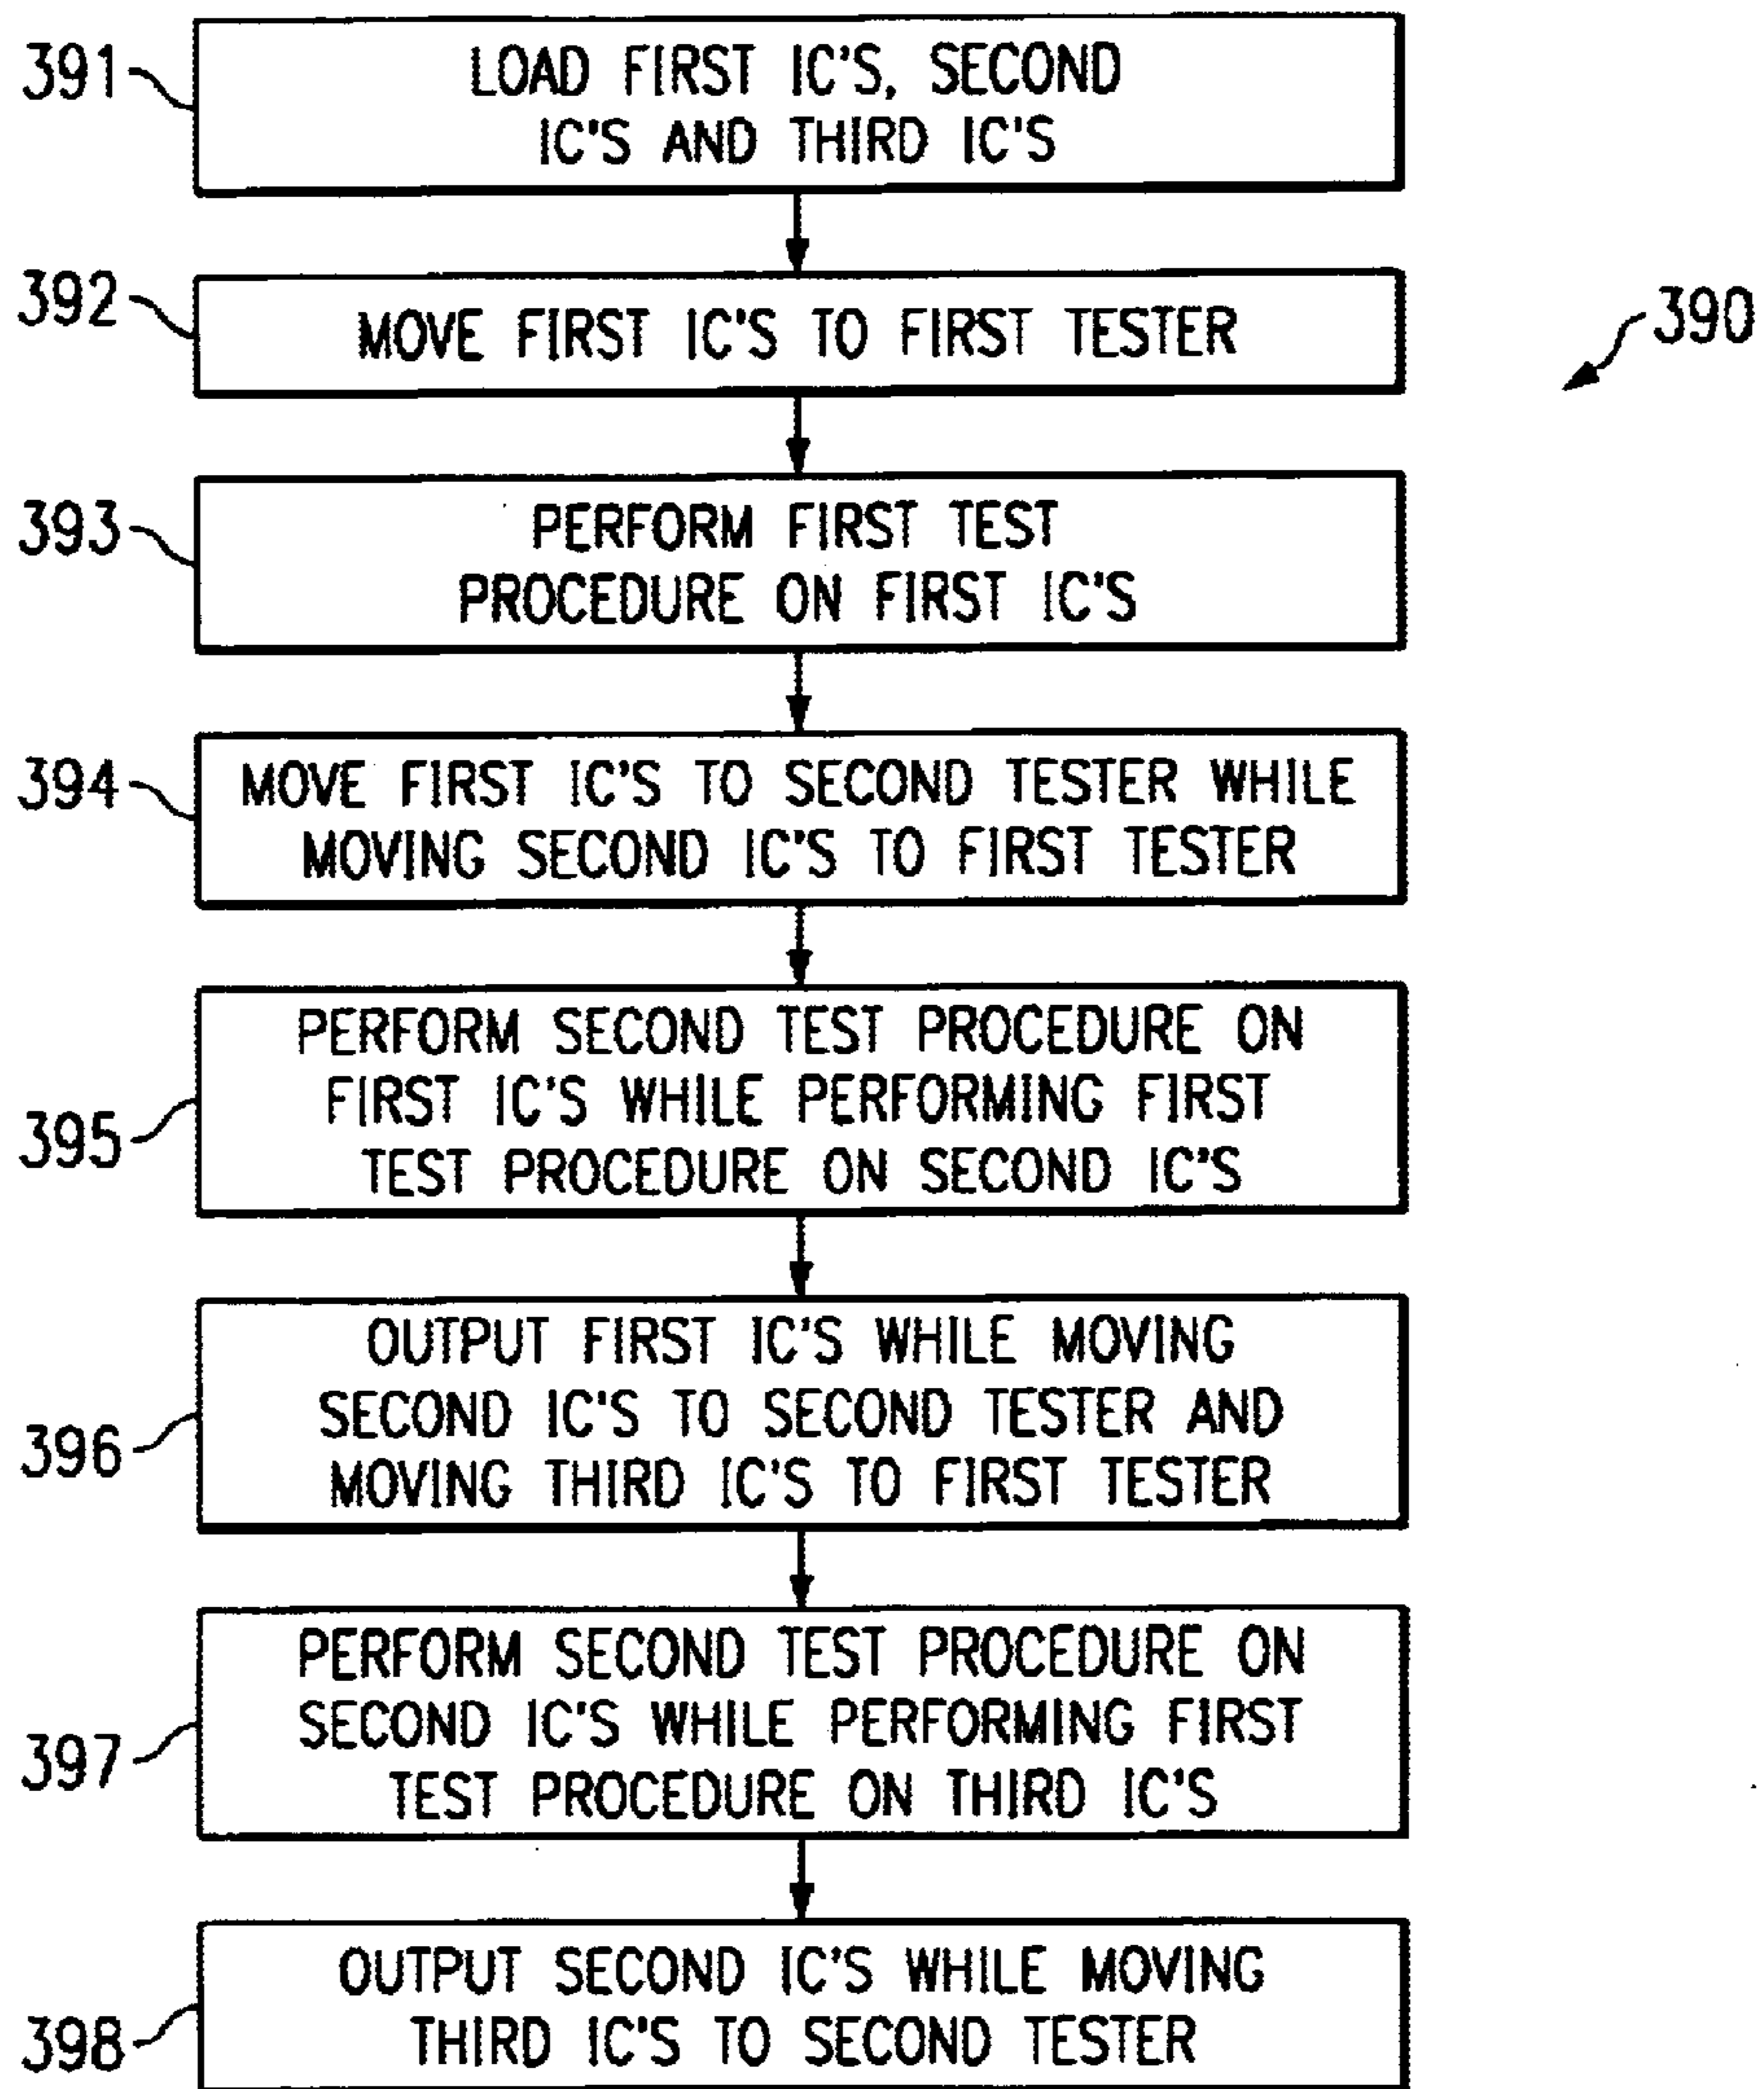 391
LOAD FIRST IC'S, SECOND
IC'S AND THIRD IC'S
392
MOVE FIRST IC'S TO FIRST TESTER
390
393
PERFORM FIRST TEST
PROCEDURE ON FIRST IC'S
394
MOVE FIRST IC'S TO SECOND TESTER WHILE
MOVING SECOND IC'S TO FIRST TESTER
395
PERFORM SECOND TEST PROCEDURE ON
FIRST IC'S WHILE PERFORMING FIRST
TEST PROCEDURE ON SECOND IC'S
396
OUTPUT FIRST IC'S WHILE MOVING
SECOND IC'S TO SECOND TESTER AND
MOVING THIRD IC'S TO FIRST TESTER
397
PERFORM SECOND TEST PROCEDURE ON
SECOND IC'S WHILE PERFORMING FIRST
TEST PROCEDURE ON THIRD IC'S
398
OUTPUT SECOND IC'S WHILE MOVING
THIRD IC'S TO SECOND TESTER